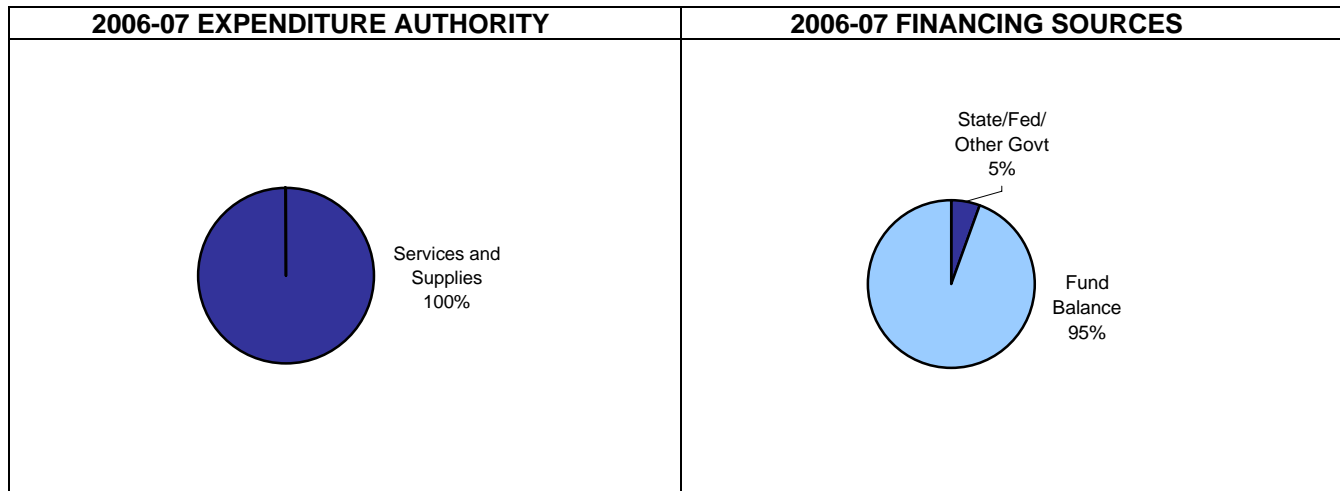 2006-07 EXPENDITURE AUTHORITY
2006-07 FINANCING SOURCES
Services and
Supplies
100%
State/Fed/
Other Govt
5%
Fund
Balance
95%